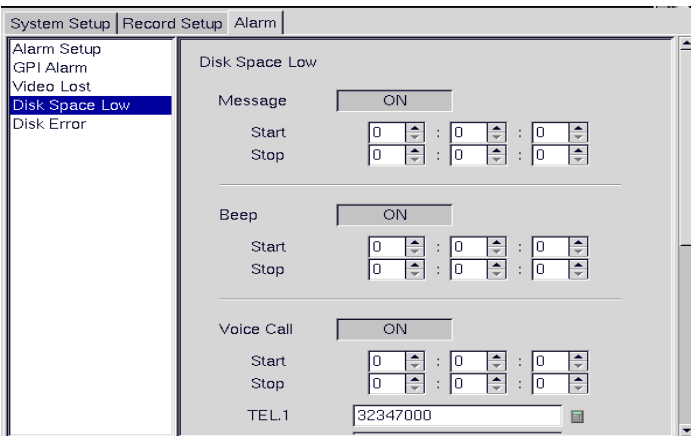 System Setup Record Setup Alarm
Alarm Setup
GPI Alarm
Video Lost
Disk Space Low
Disk Error
Disk Space Low
Message ON
Start 0 : 0 : 0
Stop 0 : 0 : 0
Beep ON
Start 0 : 0 : 0
Stop 0 : 0 : 0
Voice Call ON
Start 0 : 0 : 0
Stop 0 : 0 : 0
TEL.1 32347000